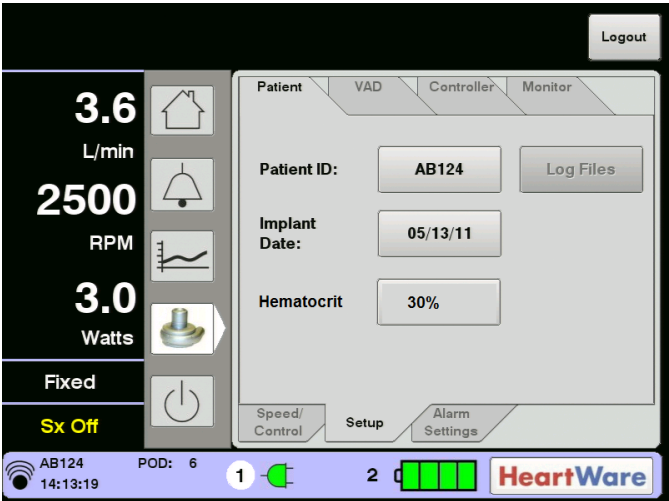 Logout
3.6
L/min
2500
RPM
3.0
Watts
Fixed
Sx Off
Patient VAD Controller Monitor
Patient ID: AB124 Log Files
Implant
Date: 05/13/11
Hematocrit 30%
Speed/
Control Setup Alarm
Settings
AB124 POD: 6
14:13:19
1 2 HeartWare